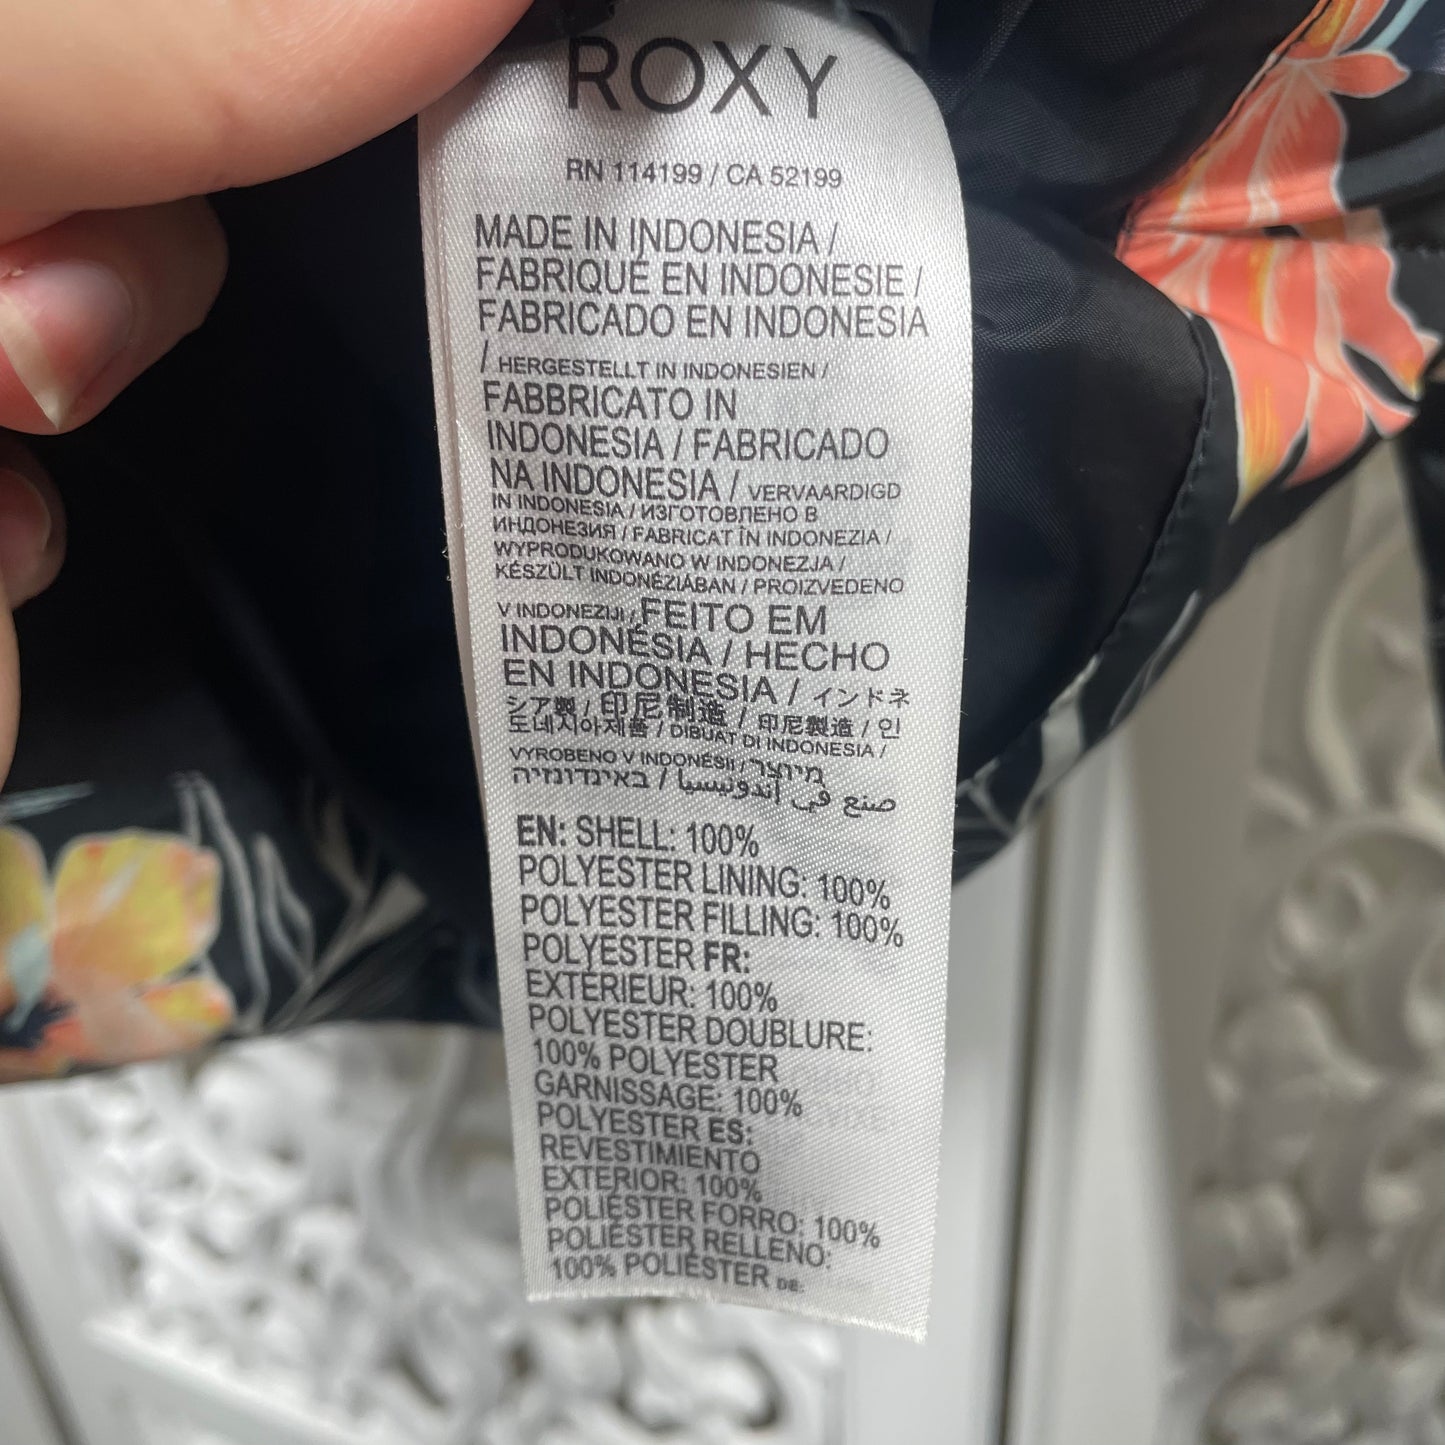 ROXY
RN 114199 / CA 52199
MADE IN INDONESIA /
FABRIQUÉ EN INDONESIE /
FABRICADO EN INDONESIA
/ HERGESTELLT IN INDONESIEN /
FABBRICATO IN
INDONESIA / FABRICADO
NA INDONESIA / VERVAARDIGD
IN INDONESIA / ИЗГОТОВЛЕНО В
ИНДОНЕЗИЯ / FABRICAT ÎN INDONEZIA /
WYPRODUKOWANO W INDONEZJA /
KÉSZÜLT INDONÉZIÁBAN / PROIZVEDENO
V INDONEZIJI / FEITO EM
INDONÉSIA / HECHO
EN INDONESIA / インドネ
シア製 / 印尼制造 / 印尼製造 / 인
도네시아제품 / DIBUAT DI INDONESIA /
VYROBENO V INDONÉSII / מיוצר
באינדונזיה / صنع في إندونيسيا
EN: SHELL: 100%
POLYESTER LINING: 100%
POLYESTER FILLING: 100%
POLYESTER FR:
EXTÉRIEUR: 100%
POLYESTER DOUBLURE:
100% POLYESTER
GARNISSAGE: 100%
POLYESTER ES:
REVESTIMIENTO
EXTERIOR: 100%
POLIÉSTER FORRO: 100%
POLIÉSTER RELLENO:
100% POLIÉSTER DE: